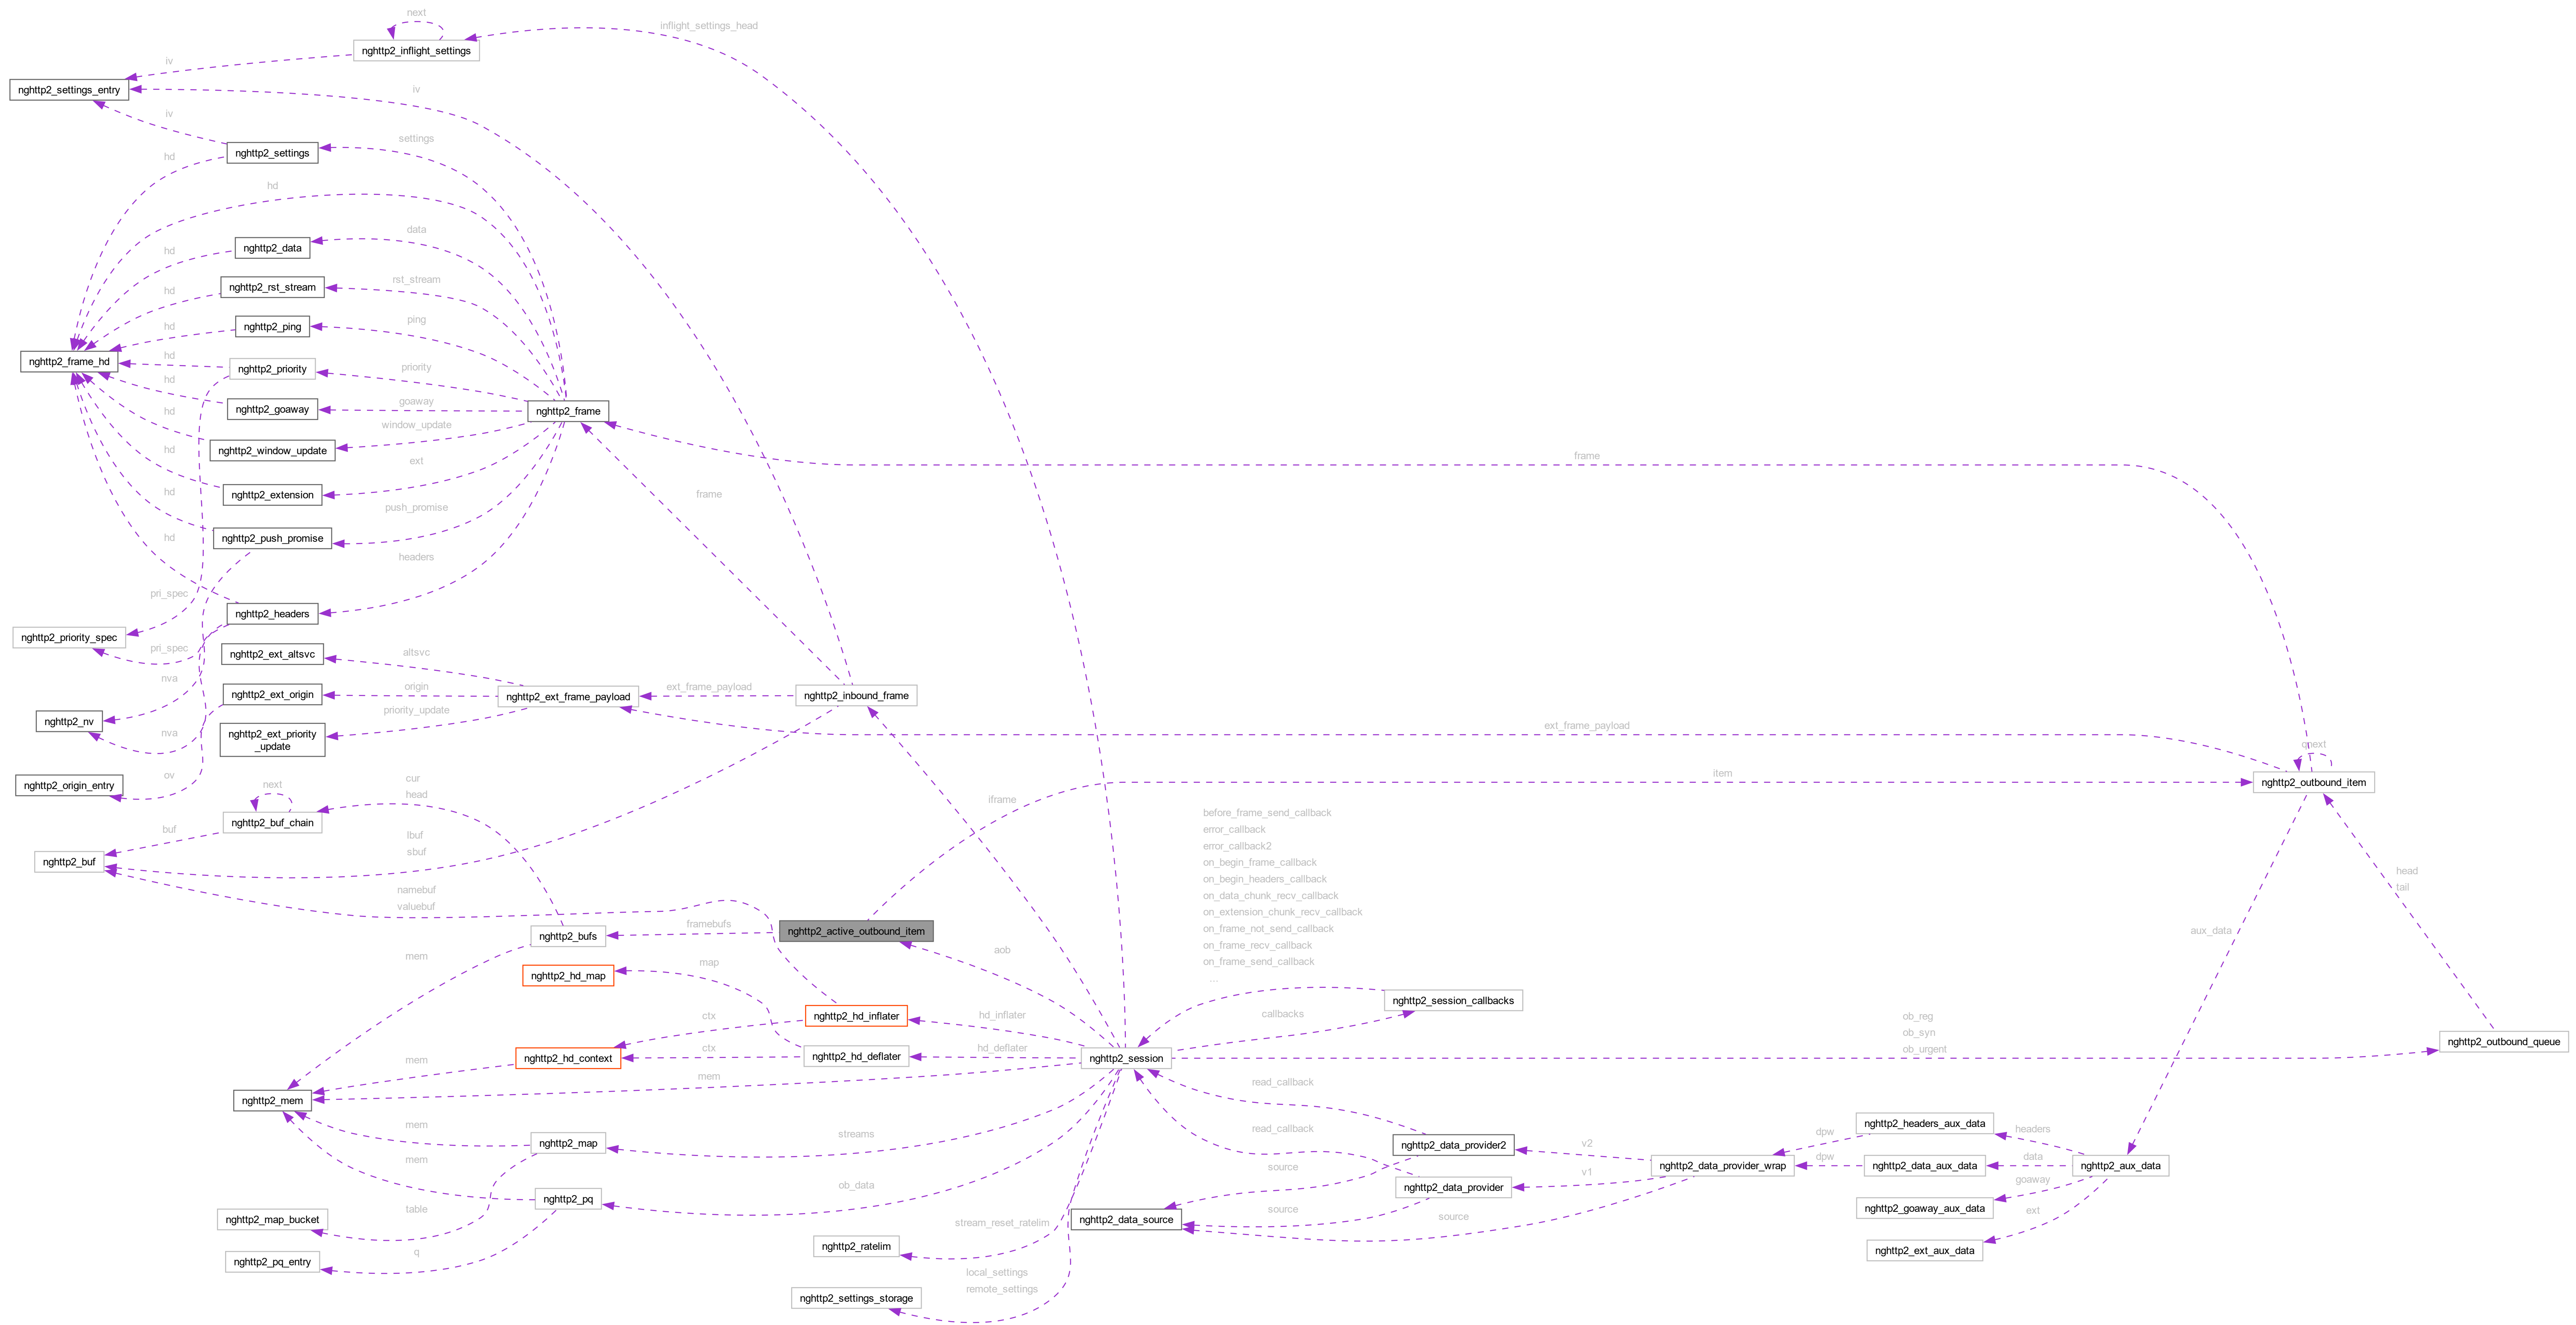 next
inflight_settings_head
nghttp2_inflight_settings
iv
nghttp2_settings_entry
iv
iv
settings
nghttp2_settings
hd
hd
data
nghttp2_data
hd
rst_stream
nghttp2_rst_stream
hd
ping
nghttp2_ping
hd
nghttp2_frame_hd
hd
nghttp2_priority
priority
hd
nghttp2_goaway
goaway
nghttp2_frame
hd
window_update
nghttp2_window_update
hd
ext
frame
nghttp2_extension
hd
frame
push_promise
nghttp2_push_promise
hd
headers
pri_spec
nghttp2_headers
nghttp2_priority_spec
pri_spec
nghttp2_ext_altsvc
altsvc
nva
nghttp2_ext_origin
origin
nghttp2_ext_frame_payload
ext_frame_payload
nghttp2_inbound_frame
priority_update
nghttp2_nv
ext_frame_payload
nva
nghttp2_ext_priority
_update
qnext
ov
item
nghttp2_origin_entry
nghttp2_outbound_item
cur
next
head
iframe
nghttp2_buf_chain
buf
lbuf
sbuf
nghttp2_buf
before_frame_send_callback
error_callback
error_callback2
on_begin_frame_callback
on_begin_headers_callback
on_data_chunk_recv_callback
on_extension_chunk_recv_callback
on_frame_not_send_callback
on_frame_recv_callback
on_frame_send_callback
...
head
tail
namebuf
valuebuf
framebufs
nghttp2_active_outbound_item
nghttp2_bufs
aux_data
aob
mem
map
nghttp2_hd_map
nghttp2_session_callbacks
nghttp2_hd_inflater
hd_inflater
callbacks
ctx
ob_reg
ob_syn
ob_urgent
nghttp2_outbound_queue
nghttp2_hd_context
ctx
nghttp2_hd_deflater
hd_deflater
nghttp2_session
mem
mem
read_callback
nghttp2_mem
mem
nghttp2_map
streams
read_callback
nghttp2_data_provider2
v2
dpw
nghttp2_headers_aux_data
headers
mem
source
v1
nghttp2_data_provider_wrap
dpw
nghttp2_data_aux_data
data
nghttp2_aux_data
nghttp2_pq
ob_data
nghttp2_data_provider
goaway
table
source
nghttp2_goaway_aux_data
ext
nghttp2_map_bucket
stream_reset_ratelim
nghttp2_data_source
source
nghttp2_ratelim
nghttp2_ext_aux_data
q
nghttp2_pq_entry
local_settings
remote_settings
nghttp2_settings_storage